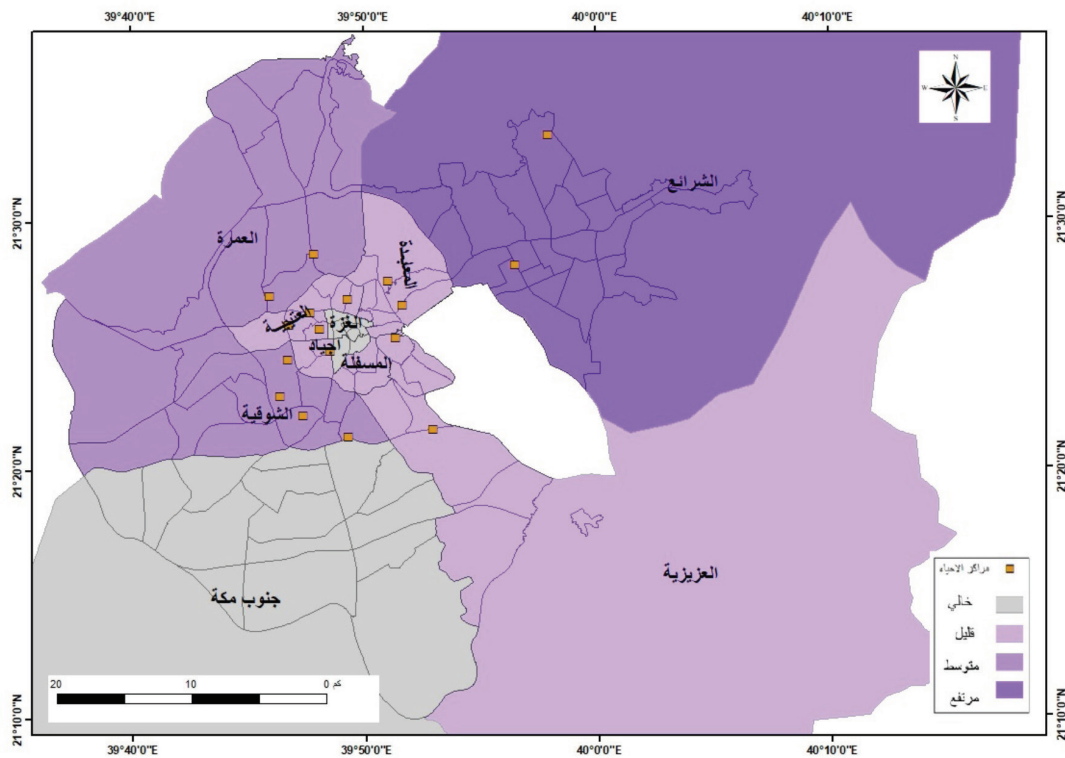 39°40'0"E 39°50'0"E 40°0'0"E 40°10'0"E
N
W E
S
21°30'0"N 21°30'0"N
21°20'0"N 21°20'0"N
21°10'0"N 21°10'0"N
الشرائع
العمرة
المعبدة
العتيبية
الغزة
اجياد
المسفلة
الشوقية
العزيزية
جنوب مكة
مراكز الاحياء
خالي
قليل
متوسط
مرتفع
20 10 0 كم
39°40'0"E 39°50'0"E 40°0'0"E 40°10'0"E